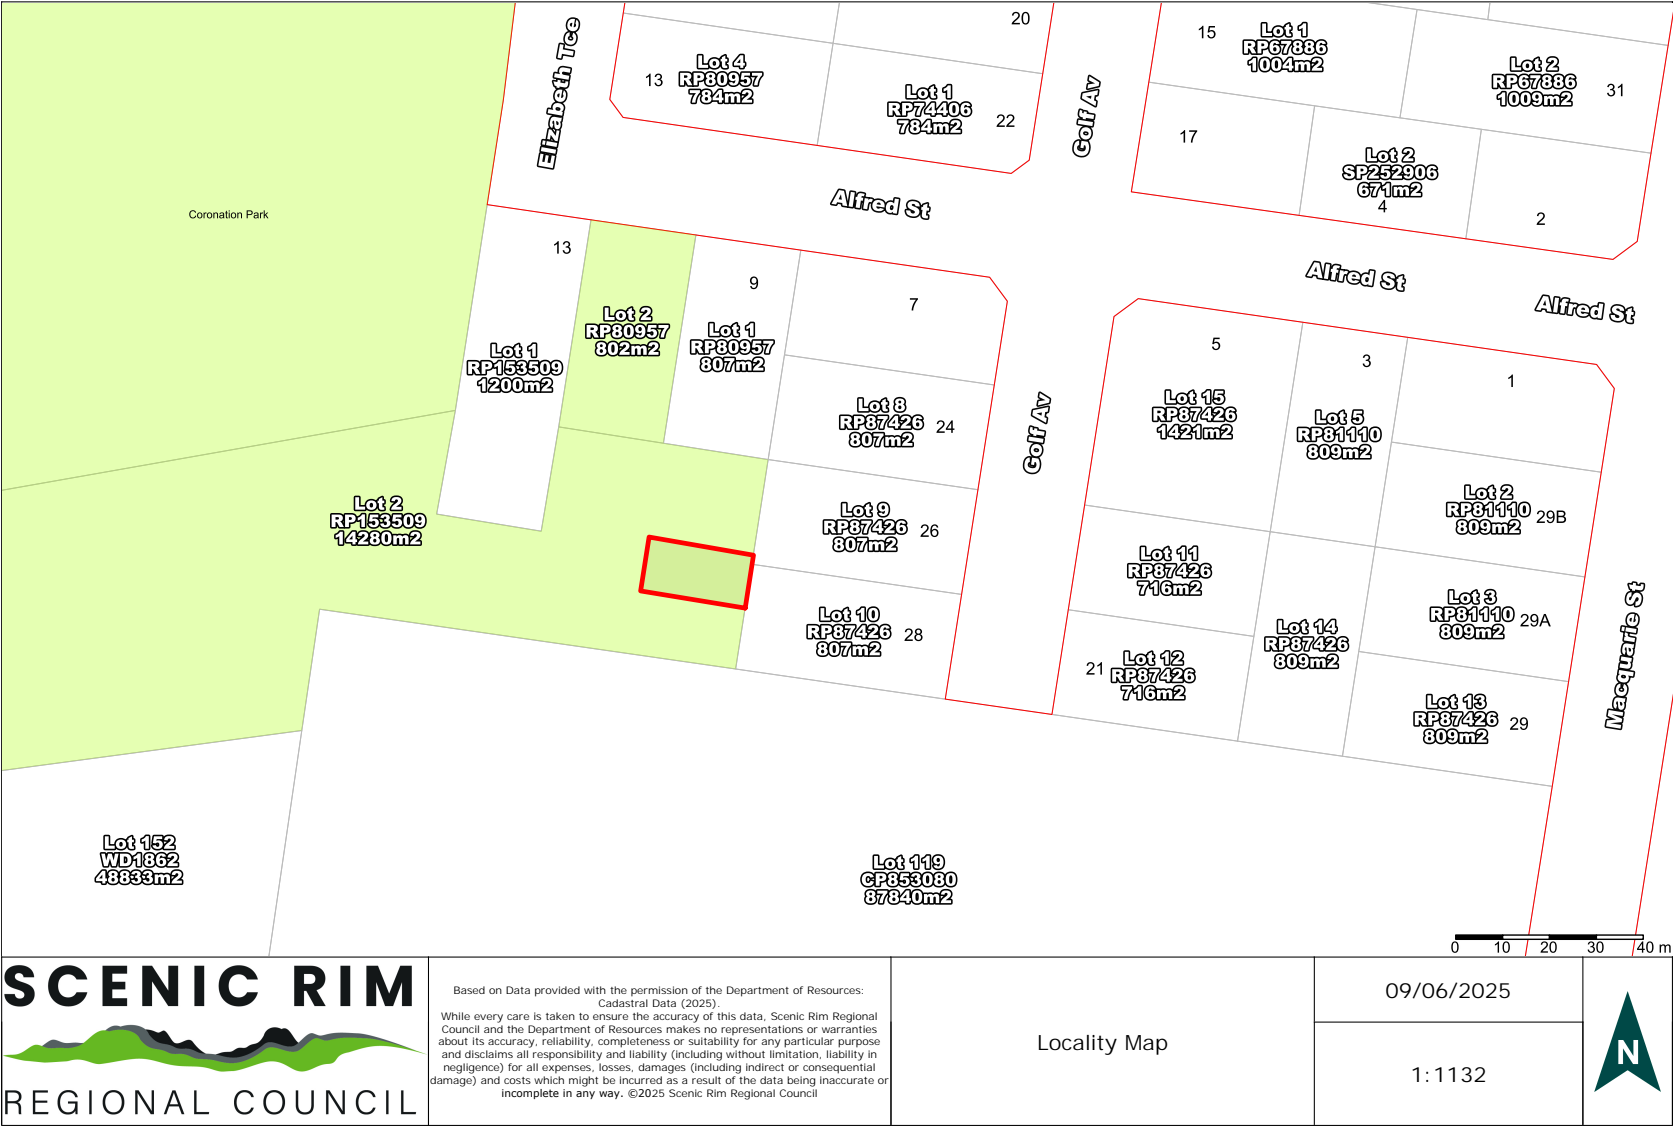 20
15
Lot 1
RP67886
1004m2
Elizabeth Tce
13
Lot 4
RP80957
784m2
Lot 1
RP74406
784m2
22
Golf Av
Lot 2
RP67886
1009m2
31
17
Lot 2
SP252906
671m2
4
2
Coronation Park
Alfred St
Alfred St
Alfred St
13
Lot 1
RP153509
1200m2
Lot 2
RP80957
802m2
9
Lot 1
RP80957
807m2
7
Lot 8
RP87426
807m2
24
Golf Av
5
Lot 15
RP87426
1421m2
3
Lot 5
RP81110
809m2
1
Lot 2
RP81110
809m2
29B
Lot 2
RP153509
14280m2
Lot 9
RP87426
807m2
26
Lot 11
RP87426
716m2
Lot 3
RP81110
809m2
29A
Lot 10
RP87426
807m2
28
Lot 14
RP87426
809m2
21
Lot 12
RP87426
716m2
Lot 13
RP87426
809m2
29
Macquarie St
Lot 152
WD1862
48833m2
Lot 119
CP853080
87840m2
0 10 20 30 40 m
SCENIC RIM
REGIONAL COUNCIL
Based on Data provided with the permission of the Department of Resources:
Cadastral Data (2025).
While every care is taken to ensure the accuracy of this data, Scenic Rim Regional
Council and the Department of Resources makes no representations or warranties
about its accuracy, reliability, completeness or suitability for any particular purpose
and disclaims all responsibility and liability (including without limitation, liability in
negligence) for all expenses, losses, damages (including indirect or consequential
damage) and costs which might be incurred as a result of the data being inaccurate or
incomplete in any way. ©2025 Scenic Rim Regional Council
Locality Map
09/06/2025
1:1132
N